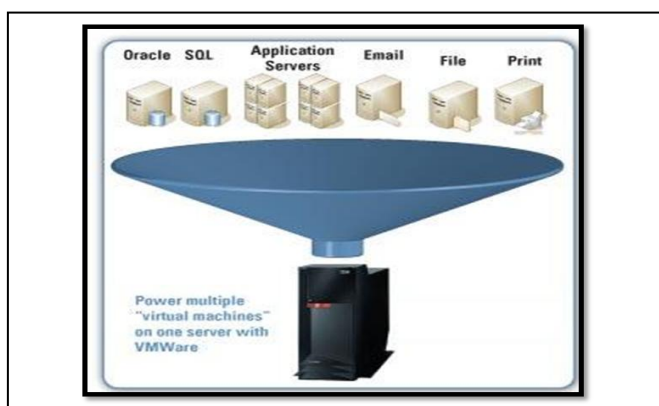 Oracle SQL Application Servers Email File Print
Power multiple
"virtual machines"
on one server with
VMWare